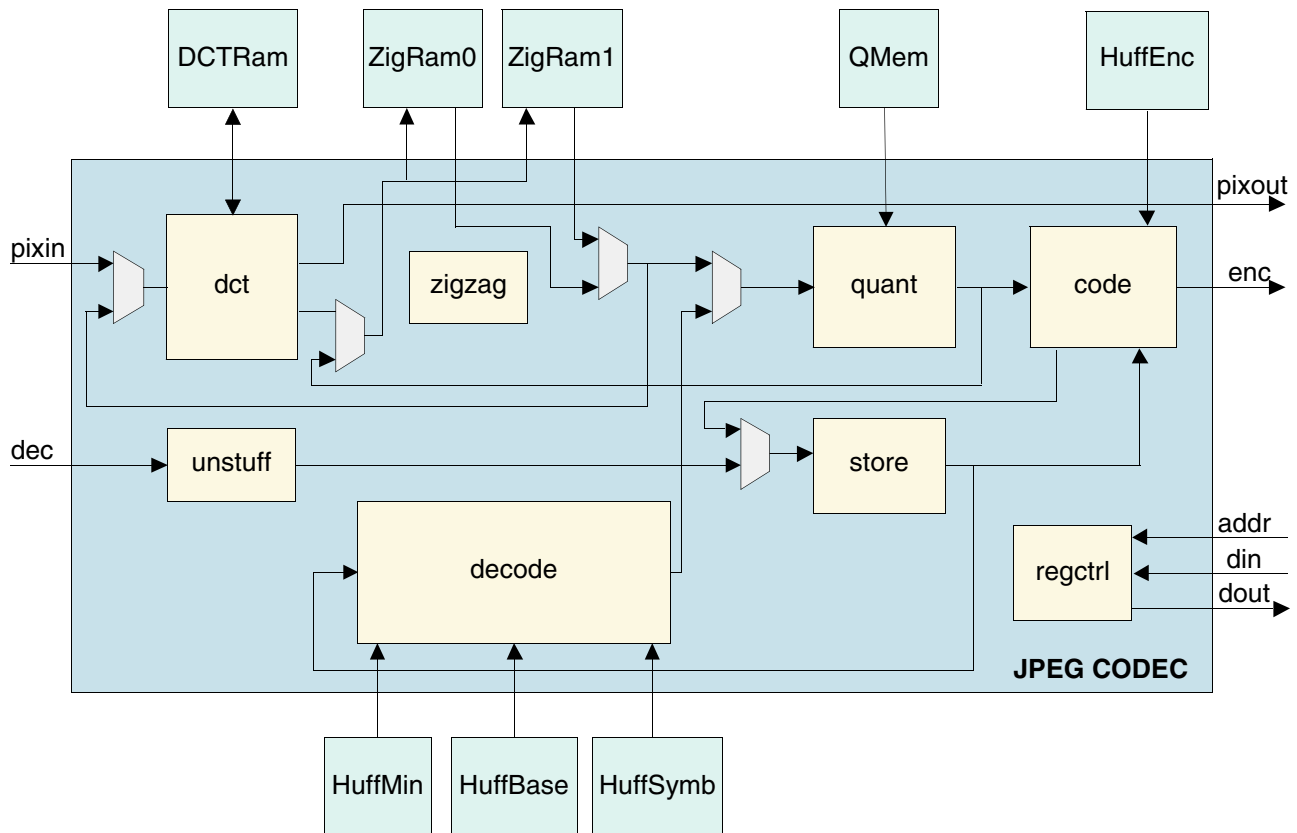 DCTRam
ZigRam0
ZigRam1
QMem
HuffEnc
pixout
pixin
dct
zigzag
quant
code
enc
dec
unstuff
store
decode
addr
regctrl
din
dout
JPEG CODEC
HuffMin
HuffBase
HuffSymb